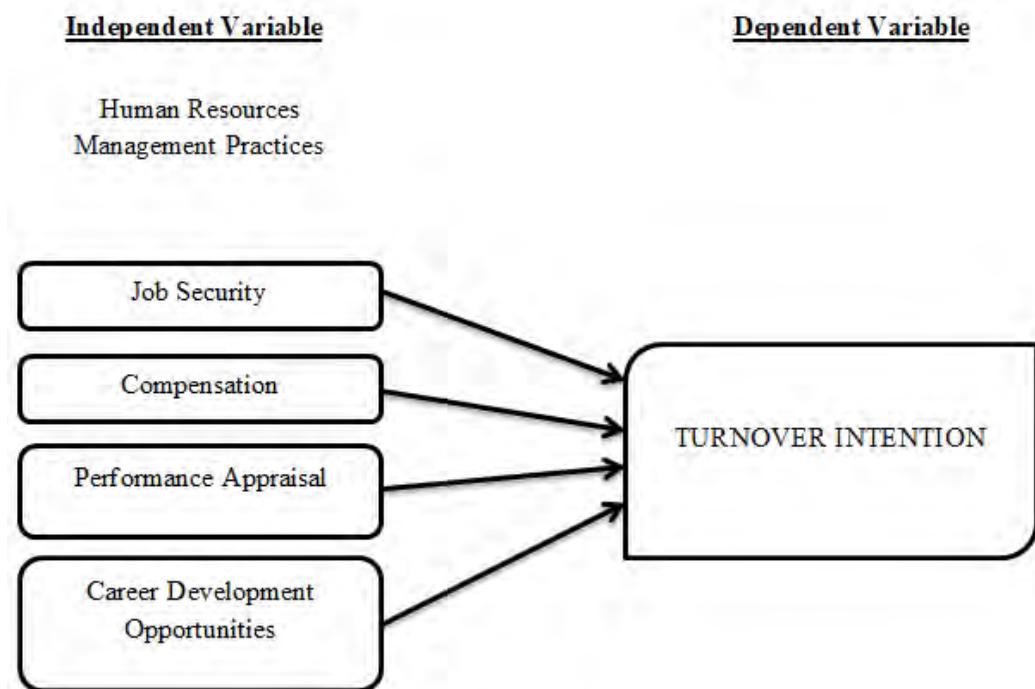 Independent Variable
Dependent Variable
Human Resources
Management Practices
Job Security
Compensation
Performance Appraisal
Career Development
Opportunities
TURNOVER INTENTION